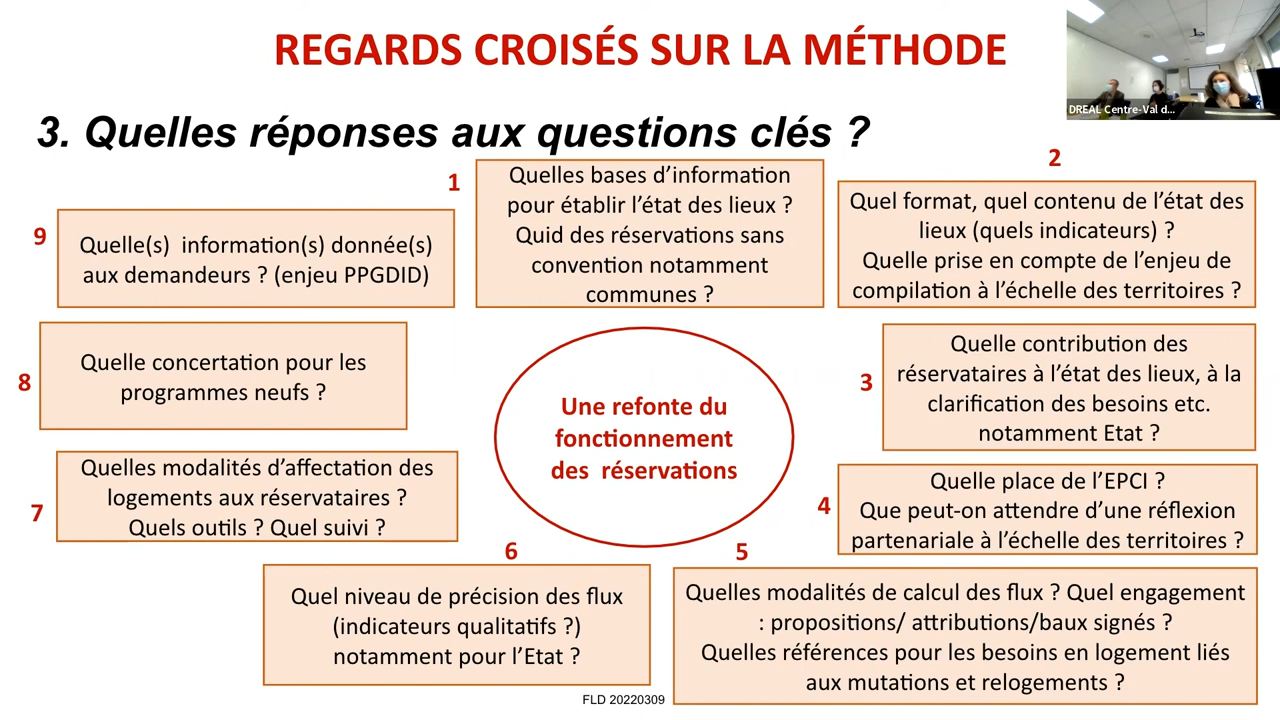 REGARDS CROISÉS SUR LA MÉTHODE
DREAL Centre-Val d...
3. Quelles réponses aux questions clés ?
1
Quelles bases d’information
pour établir l’état des lieux ?
Quid des réservations sans
convention notamment
communes ?
2
Quel format, quel contenu de l’état des
lieux (quels indicateurs) ?
Quelle prise en compte de l’enjeu de
compilation à l’échelle des territoires ?
3
Quelle contribution des
réservataires à l’état des lieux, à la
clarification des besoins etc.
notamment Etat ?
4
Quelle place de l’EPCI ?
Que peut-on attendre d’une réflexion
partenariale à l’échelle des territoires ?
5
Quelles modalités de calcul des flux ? Quel engagement
: propositions/ attributions/baux signés ?
Quelles références pour les besoins en logement liés
aux mutations et relogements ?
6
Quel niveau de précision des flux
(indicateurs qualitatifs ?)
notamment pour l’Etat ?
7
Quelles modalités d’affectation des
logements aux réservataires ?
Quels outils ? Quel suivi ?
8
Quelle concertation pour les
programmes neufs ?
9
Quelle(s) information(s) donnée(s)
aux demandeurs ? (enjeu PPGDID)
Une refonte du
fonctionnement
des réservations
FLD 20220309